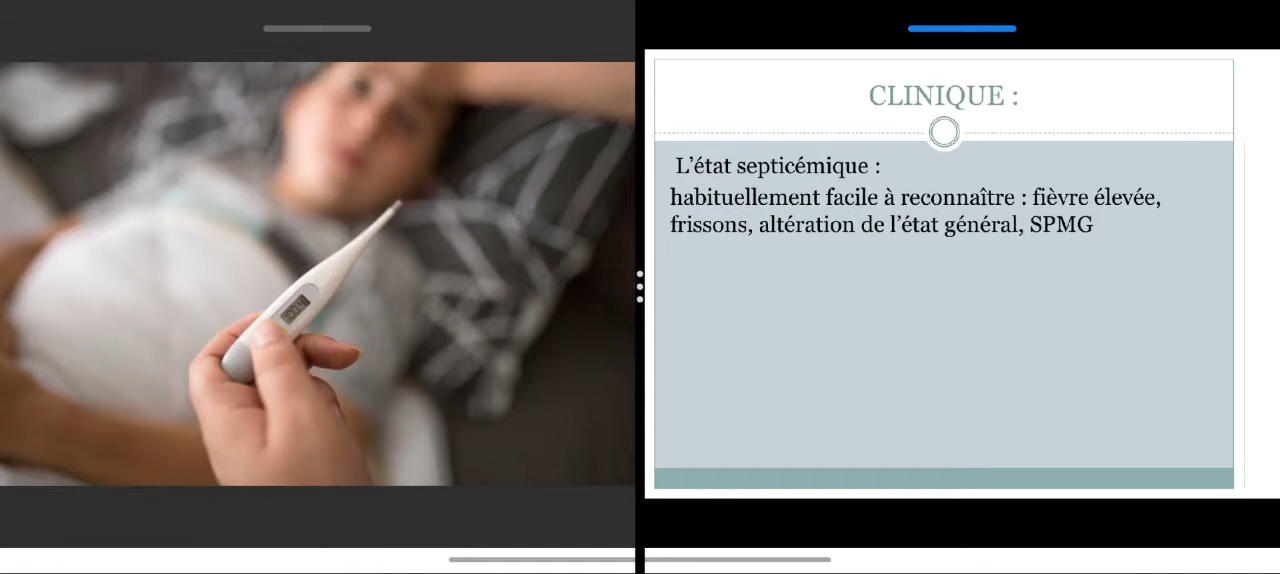 CLINIQUE :
L’état septicémique :
habituellement facile à reconnaître : fièvre élevée,
frissons, altération de l’état général, SPMG